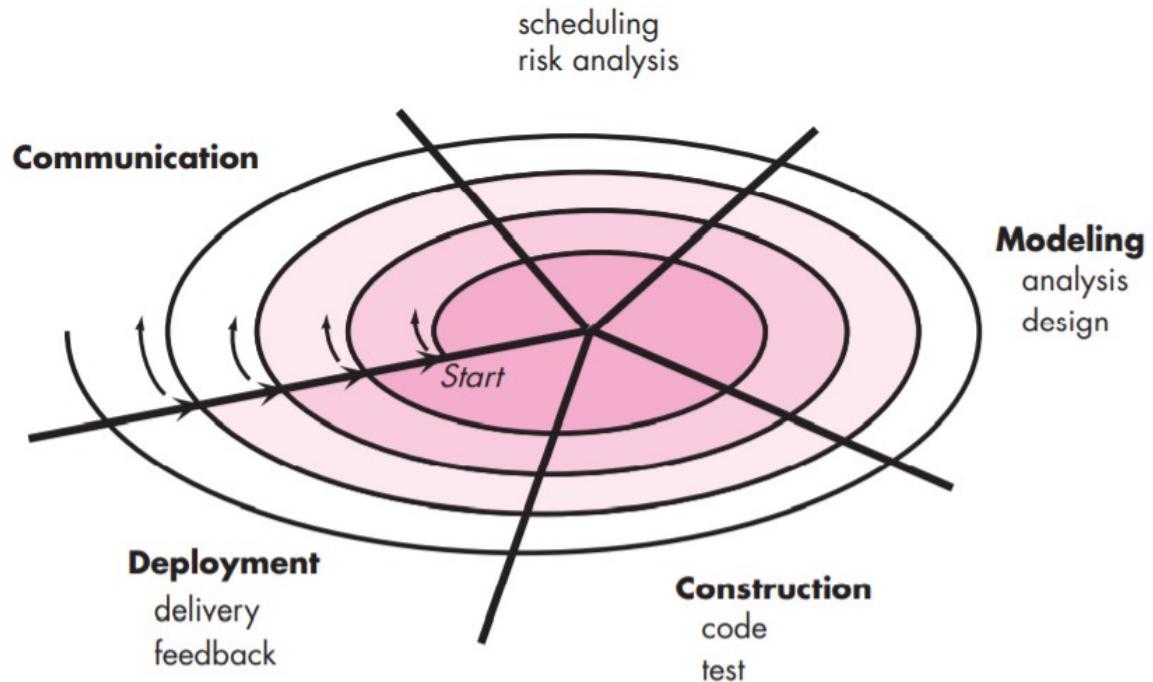 scheduling
risk analysis
Communication
Modeling
analysis
design
Start
Deployment
delivery
feedback
Construction
code
test